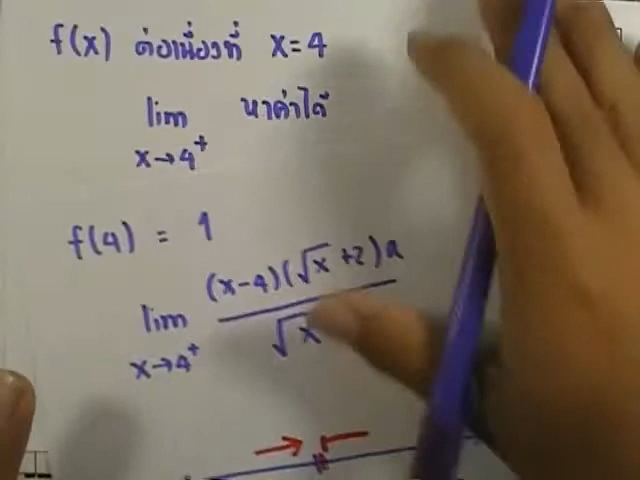 f(x) ต่อเนื่องที่ x=4
lim หาค่าได้
x→4⁺
f(4) = 1
lim (x-4)(√x+2)a
x→4⁺ √x